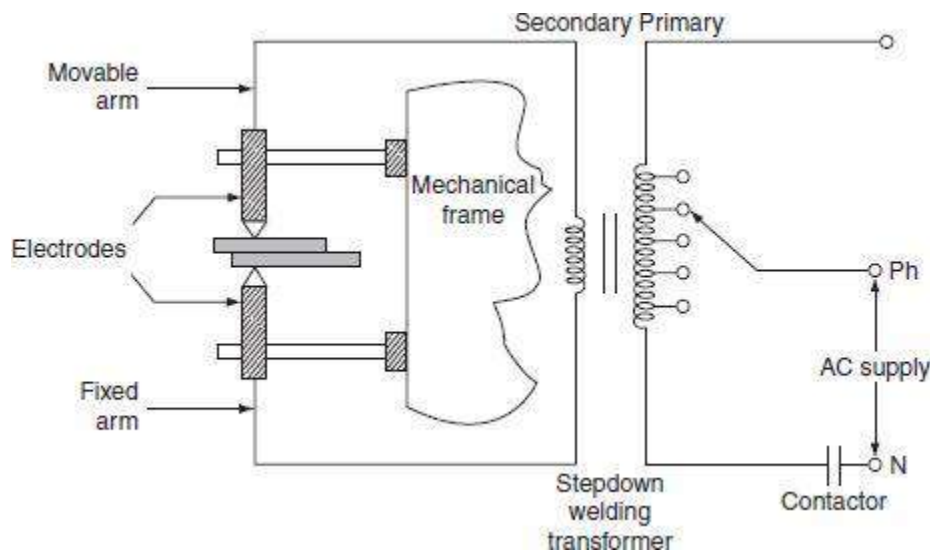 Secondary Primary
Movable
arm
Mechanical
frame
Electrodes
Ph
AC supply
Fixed
arm
N
Contactor
Stepdown
welding
transformer